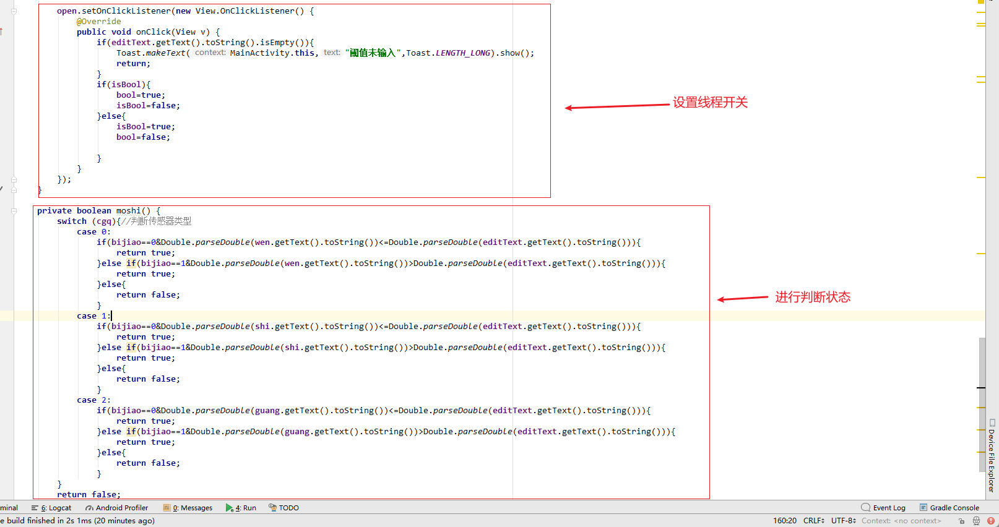 open.setOnClickListener(new View.OnClickListener() {
@Override
public void onClick(View v) {
if(editText.getText().toString().isEmpty()){
Toast.makeText( context: MainActivity.this, text: "阈值未输入",Toast.LENGTH_LONG).show();
return;
}
if(isBool){
bool=true;
isBool=false;
}else{
isBool=true;
bool=false;
}
}
});
}
设置线程开关
private boolean moshi() {
switch (cgq){//判断传感器类型
case 0:
if(bijiao==0&Double.parseDouble(wen.getText().toString())<=Double.parseDouble(editText.getText().toString())){
return true;
}else if(bijiao==1&Double.parseDouble(wen.getText().toString())>Double.parseDouble(editText.getText().toString())){
return true;
}else{
return false;
}
case 1:
if(bijiao==0&Double.parseDouble(shi.getText().toString())<=Double.parseDouble(editText.getText().toString())){
return true;
}else if(bijiao==1&Double.parseDouble(shi.getText().toString())>Double.parseDouble(editText.getText().toString())){
return true;
}else{
return false;
}
case 2:
if(bijiao==0&Double.parseDouble(guang.getText().toString())<=Double.parseDouble(editText.getText().toString())){
return true;
}else if(bijiao==1&Double.parseDouble(guang.getText().toString())>Double.parseDouble(editText.getText().toString())){
return true;
}else{
return false;
}
}
return false;
进行判断状态
Device File Explorer
minal 6: Logcat Android Profiler 0: Messages 4: Run TODO Event Log Gradle Console
e build finished in 2s 1ms (20 minutes ago) 160:20 CRLF UTF-8 Context: <no context>